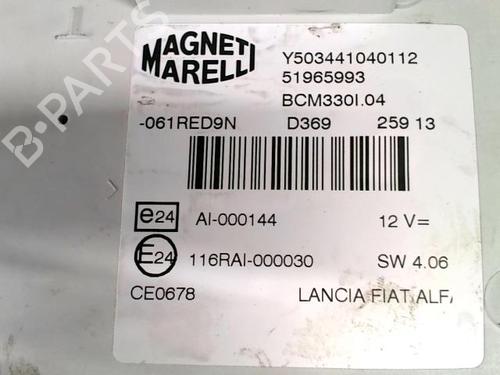 MAGNETI
MARELLI
Y503441040112
51965993
BCM330I.04
-061RED9N D369 259 13
e24 AI-000144 12 V=
E24 116RAI-000030 SW 4.06
CE0678 LANCIA FIAT ALFA